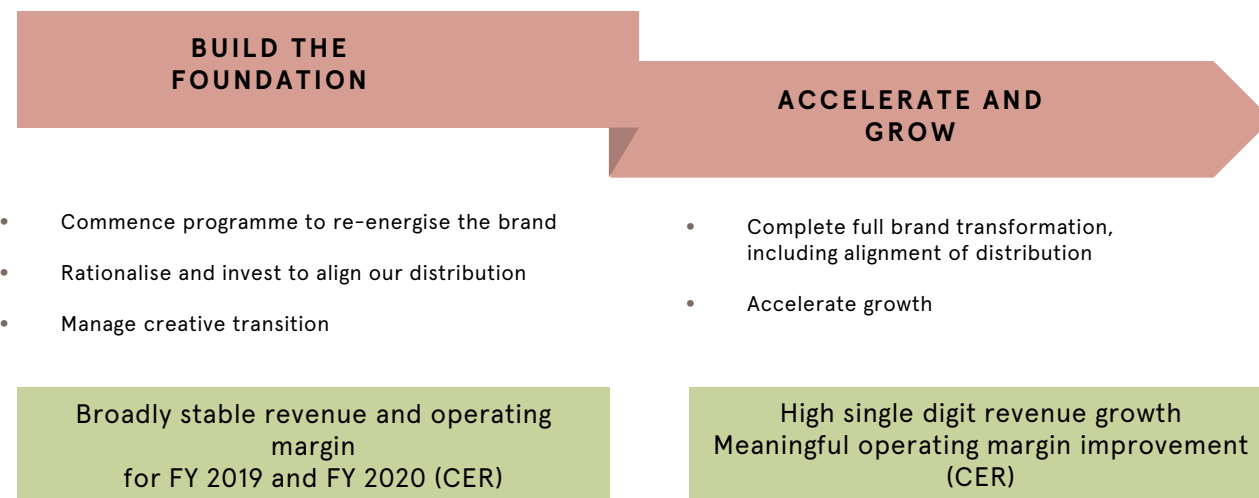 BUILD THE
FOUNDATION
ACCELERATE AND
GROW
• Commence programme to re-energise the brand
• Rationalise and invest to align our distribution
• Manage creative transition
• Complete full brand transformation,
including alignment of distribution
• Accelerate growth
Broadly stable revenue and operating
margin
for FY 2019 and FY 2020 (CER)
High single digit revenue growth
Meaningful operating margin improvement
(CER)